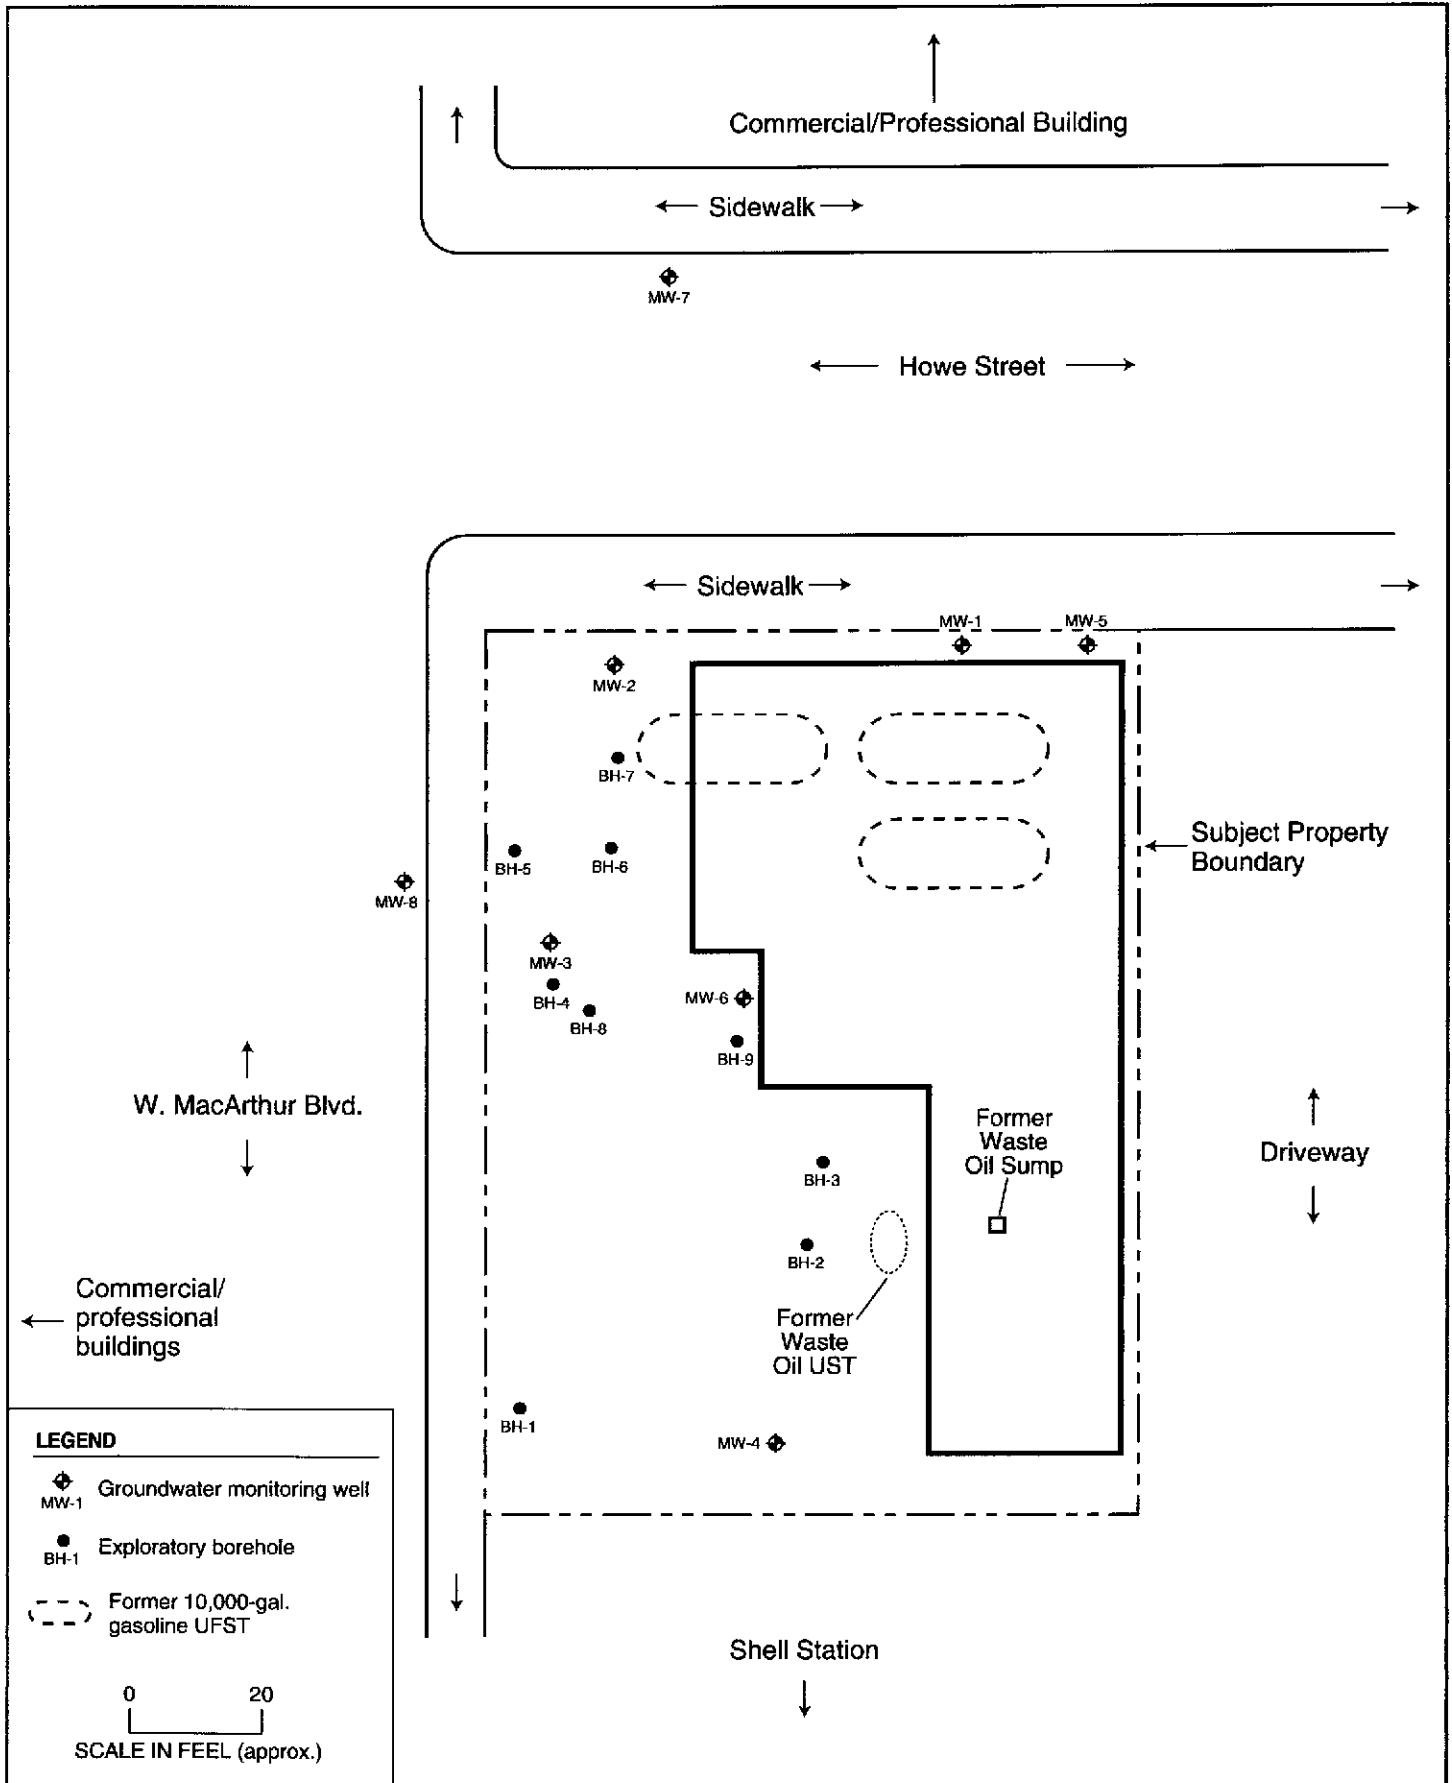 Commercial/Professional Building
Sidewalk
MW-7
Howe Street
Sidewalk
MW-1
MW-5
MW-2
BH-7
Subject Property
Boundary
BH-5
BH-6
MW-8
MW-3
BH-4
MW-6
BH-8
BH-9
W. MacArthur Blvd.
Former
Waste
Oil Sump
Driveway
BH-3
BH-2
Commercial/
professional
buildings
Former
Waste
Oil UST
BH-1
MW-4
LEGEND
MW-1 Groundwater monitoring well
BH-1 Exploratory borehole
Former 10,000-gal.
gasoline UFST
Shell Station
0 20
SCALE IN FEEL (approx.)